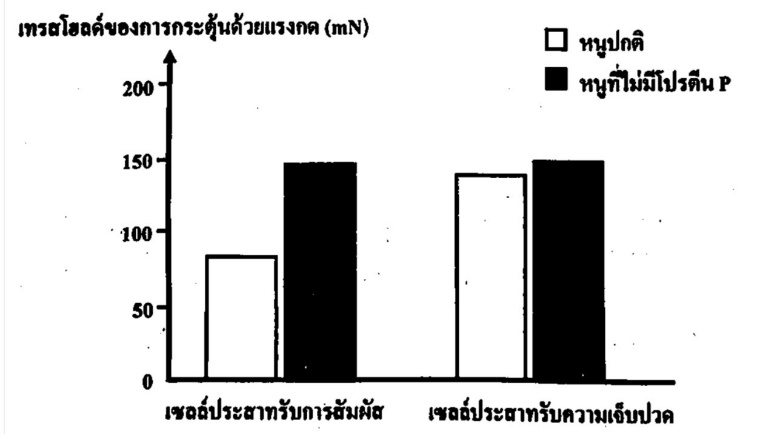 เทรสโฮลด์ของการกระตุ้นด้วยแรงกด (mN)
หนูปกติ
หนูที่ไม่มีโปรตีน P
200
150
100
50
0
เซลล์ประสาทรับการสัมผัส
เซลล์ประสาทรับความเจ็บปวด